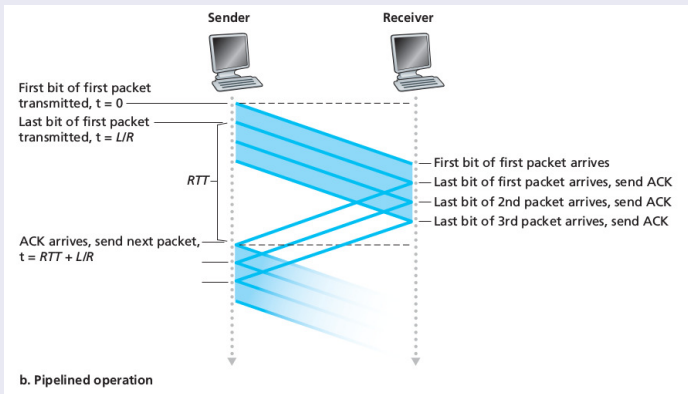 Sender
Receiver
First bit of first packet
transmitted, t = 0
Last bit of first packet
transmitted, t = L/R
RTT
First bit of first packet arrives
Last bit of first packet arrives, send ACK
Last bit of 2nd packet arrives, send ACK
Last bit of 3rd packet arrives, send ACK
ACK arrives, send next packet,
t = RTT + L/R
b. Pipelined operation